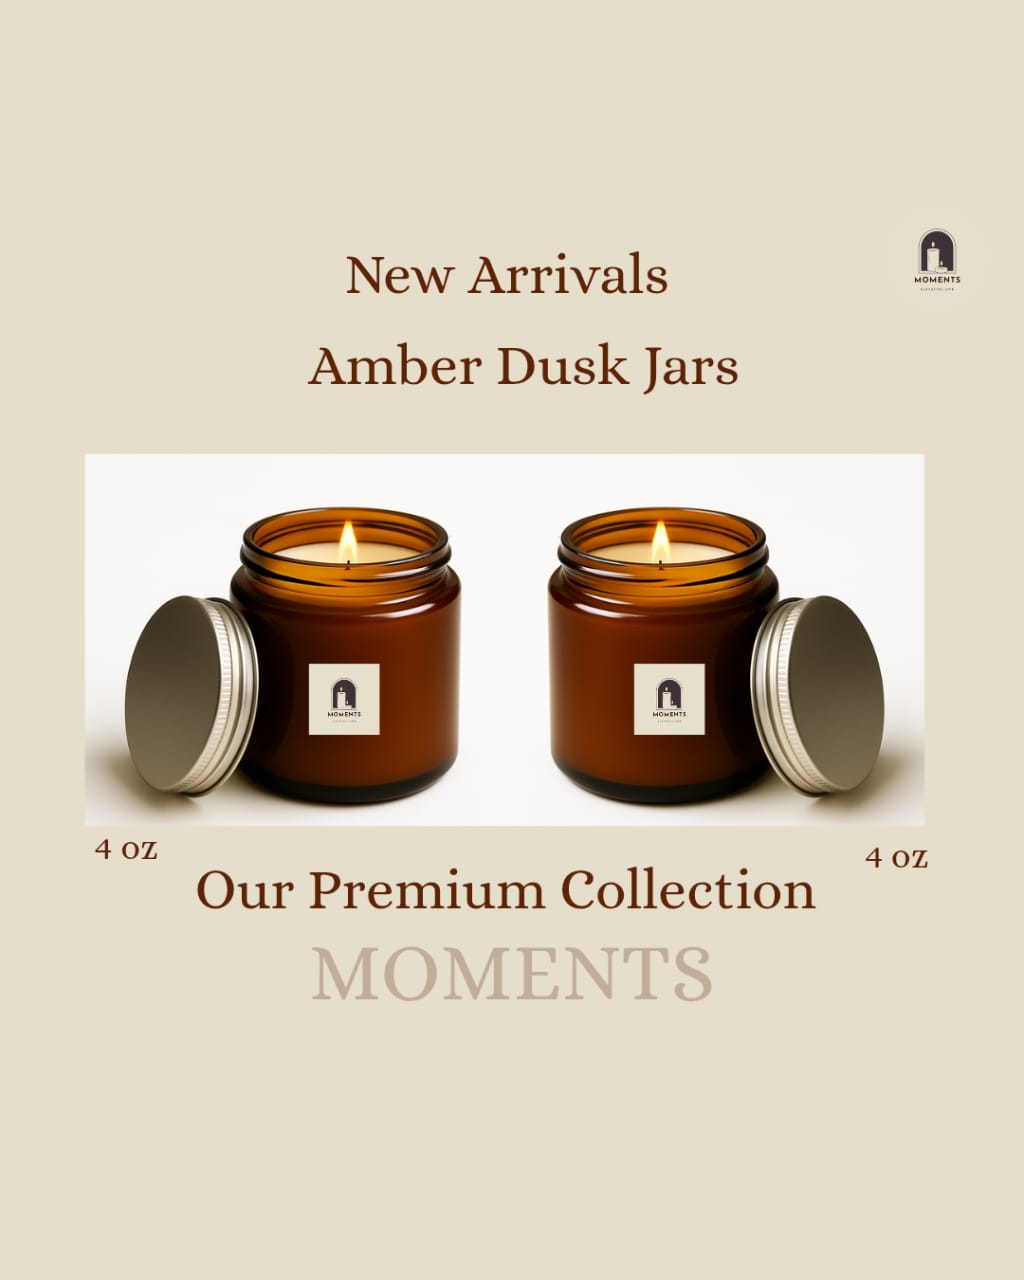 New Arrivals
MOMENTS
Amber Dusk Jars
MOMENTS
MOMENTS
4 oz
4 oz
Our Premium Collection
MOMENTS